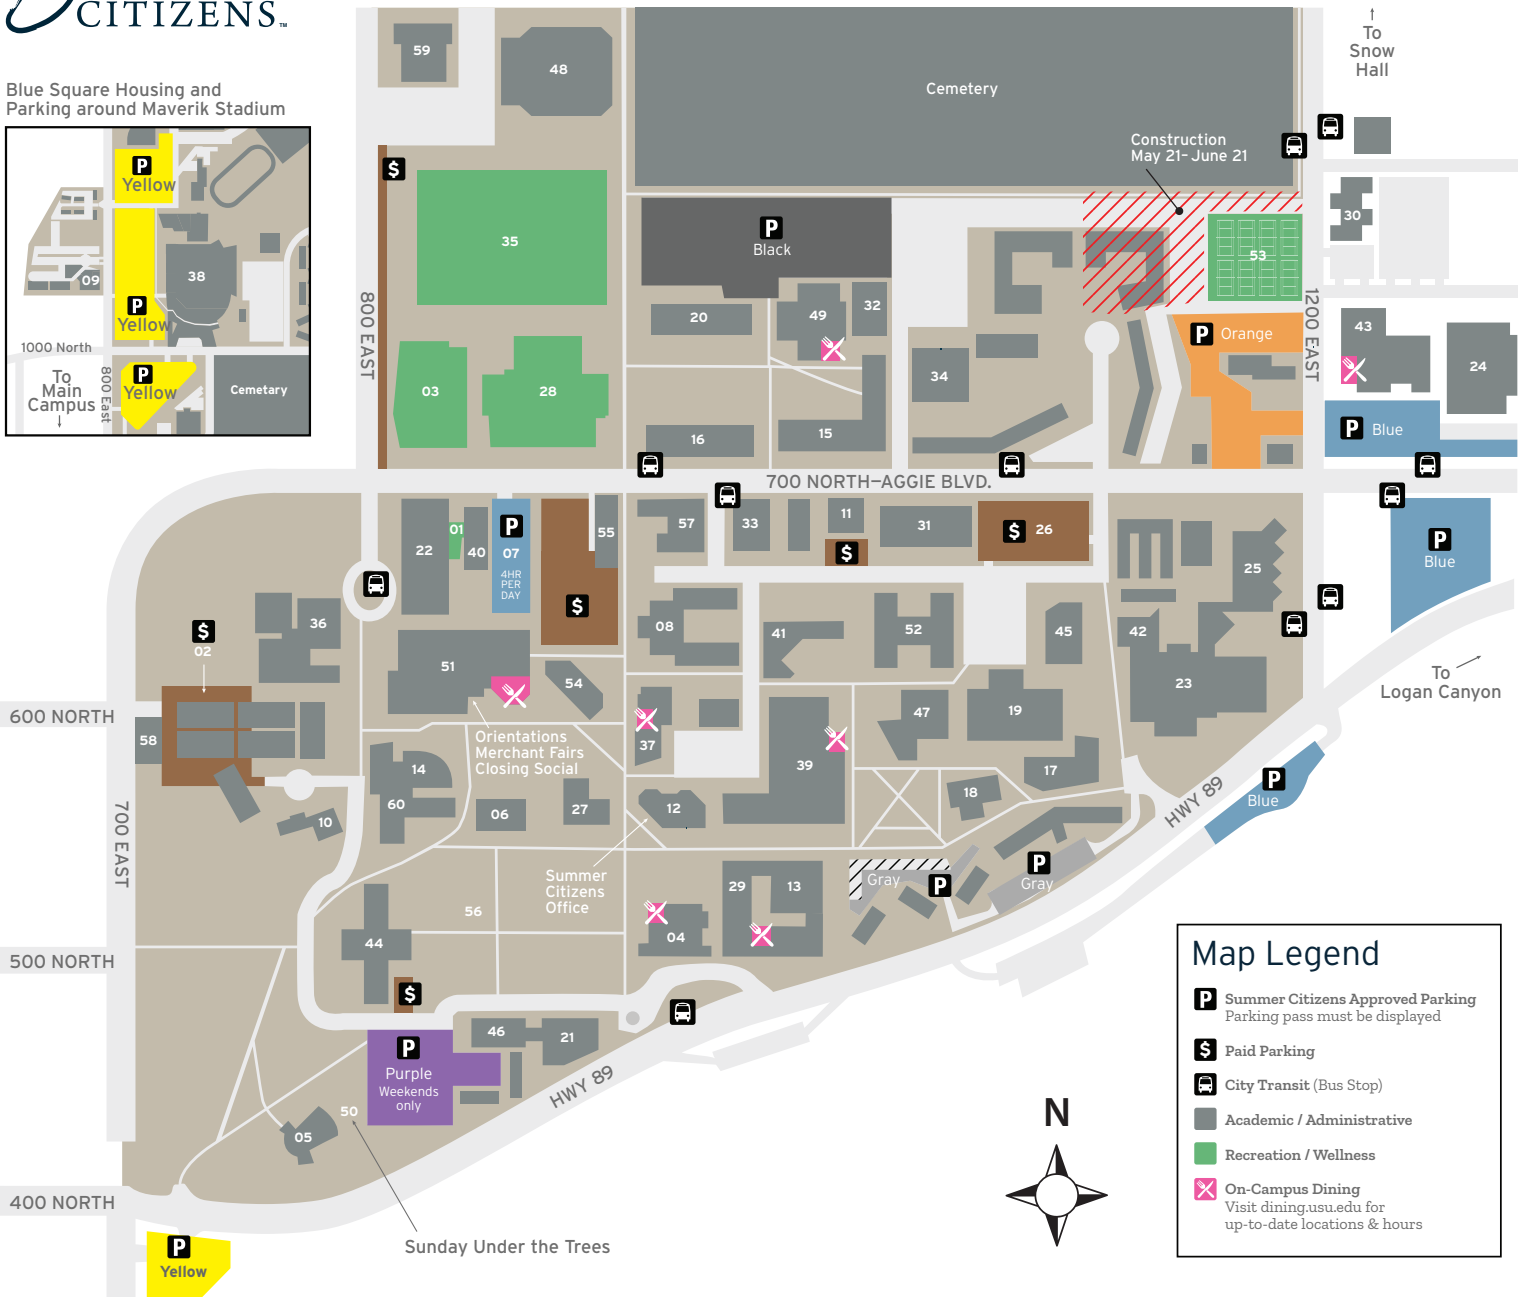 CITIZENS™
Blue Square Housing and
Parking around Maverik Stadium
P
Yellow
09
38
P
Yellow
1000 North
To
Main
Campus
800 East
P
Yellow
Cemetary
59
48
Cemetery
To
Snow
Hall
Construction
May 21- June 21
$
35
P
Black
30
53
800 EAST
20
49
32
1200 EAST
P
Orange
43
03
28
34
24
16
15
P
Blue
700 NORTH—AGGIE BLVD.
22
01
40
P
07
4HR
PER
DAY
55
$
57
33
11
$
31
$
26
25
P
Blue
36
$
02
08
41
52
45
42
51
54
23
To
Logan Canyon
600 NORTH
58
37
47
19
Orientations
Merchant Fairs
Closing Social
39
14
60
17
P
Blue
HWY 89
700 EAST
10
06
27
12
18
Summer
Citizens
Office
29
13
Gray
P
P
Gray
56
44
04
500 NORTH
$
P
Purple
Weekends
only
46
21
HWY 89
50
05
400 NORTH
Sunday Under the Trees
P
Yellow
N
Map Legend
P
Summer Citizens Approved Parking
Parking pass must be displayed
$
Paid Parking
City Transit (Bus Stop)
Academic / Administrative
Recreation / Wellness
On-Campus Dining
Visit dining.usu.edu for
up-to-date locations & hours